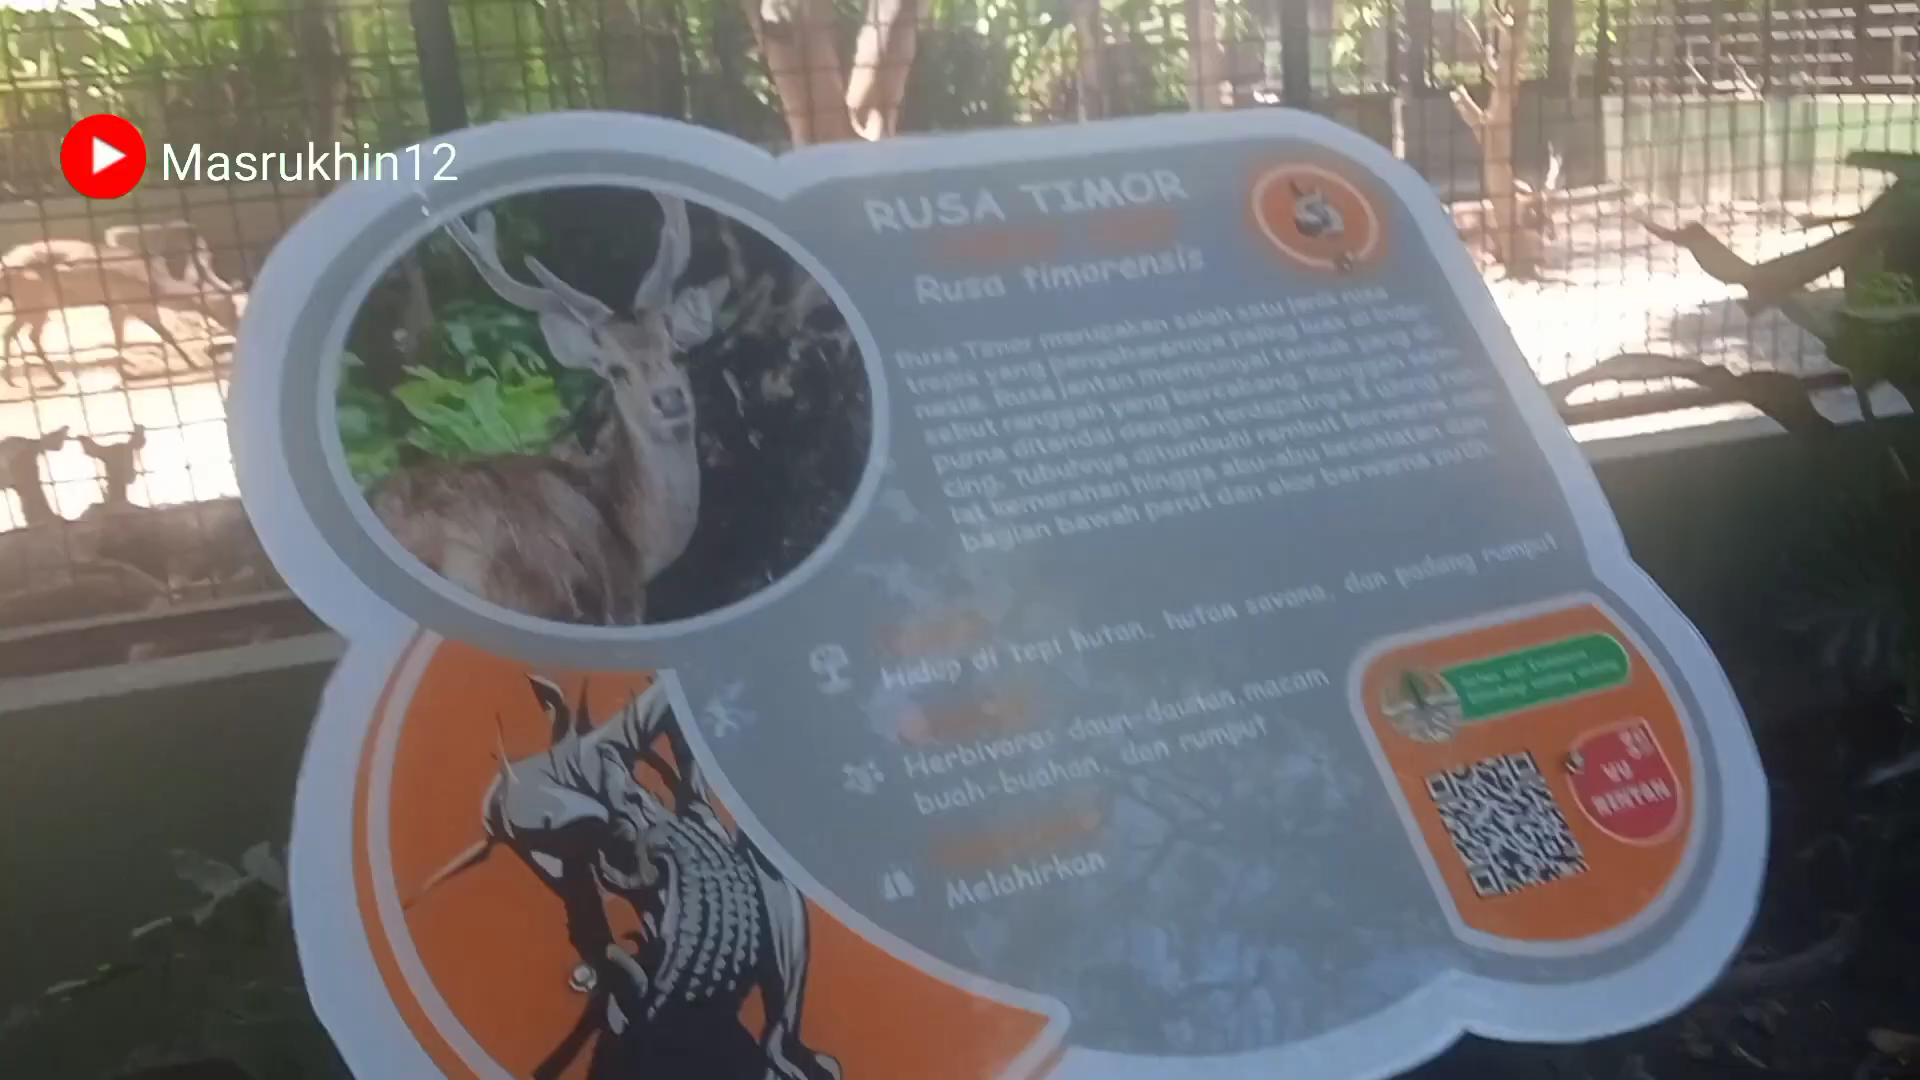 Masrukhin12
RUSA TIMOR
Rusa timorensis
Rusa Timor merupakan salah satu jenis rusa
tropis yang penyebarannya paling luas di Indo-
nesia. Rusa jantan mempunyai tanduk yang di-
sebut ranggah yang bercabang. Ranggah sem-
purna ditandai dengan terdapatnya 3 ujung run-
cing. Tubuhnya ditumbuhi rambut berwarna cok-
lat kemerahan hingga abu-abu kecoklatan dan
bagian bawah perut dan ekor berwarna putih.
Hidup di tepi hutan, hutan savana, dan padang rumput
Herbivora: daun-daunan,macam
buah-buahan, dan rumput
Melahirkan